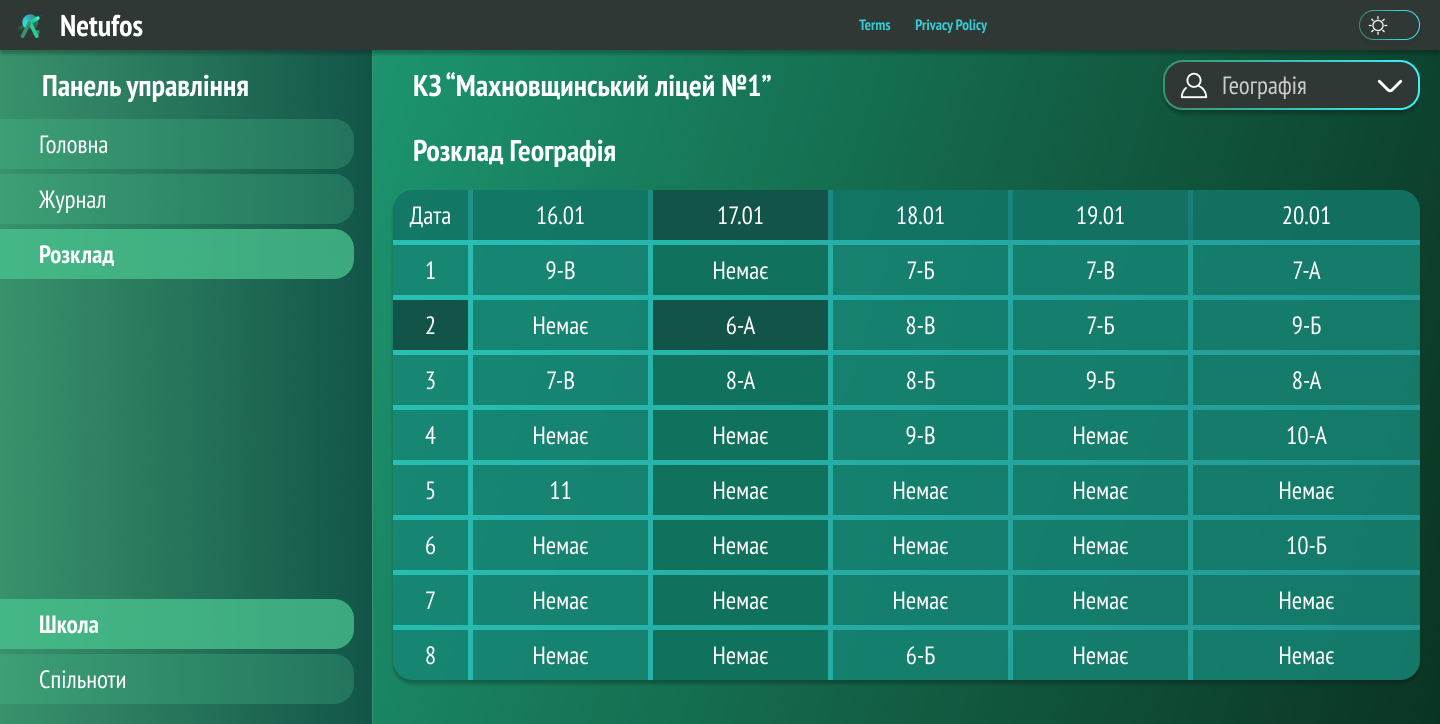 Netufos Terms Privacy Policy
Панель управління
Головна
Журнал
Розклад
Школа
Спільноти
КЗ “Махновщинський ліцей №1” Географія
Розклад Географія
Дата 16.01 17.01 18.01 19.01 20.01
1 9-В Немає 7-Б 7-В 7-А
2 Немає 6-А 8-В 7-Б 9-Б
3 7-В 8-А 8-Б 9-Б 8-А
4 Немає Немає 9-В Немає 10-А
5 11 Немає Немає Немає Немає
6 Немає Немає Немає Немає 10-Б
7 Немає Немає Немає Немає Немає
8 Немає Немає 6-Б Немає Немає